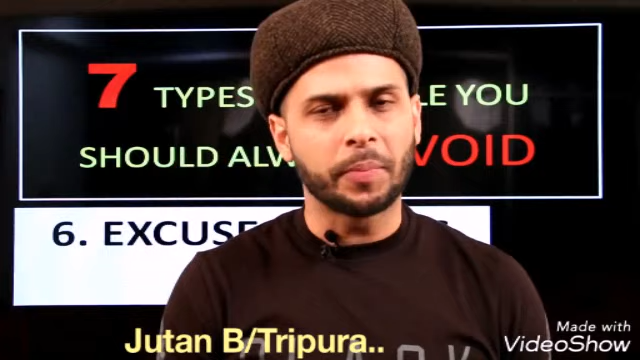 7 TYPES LE YOU
SHOULD ALW VOID
6. EXCUSE
Jutan B/Tripura..
Made with
VideoShow